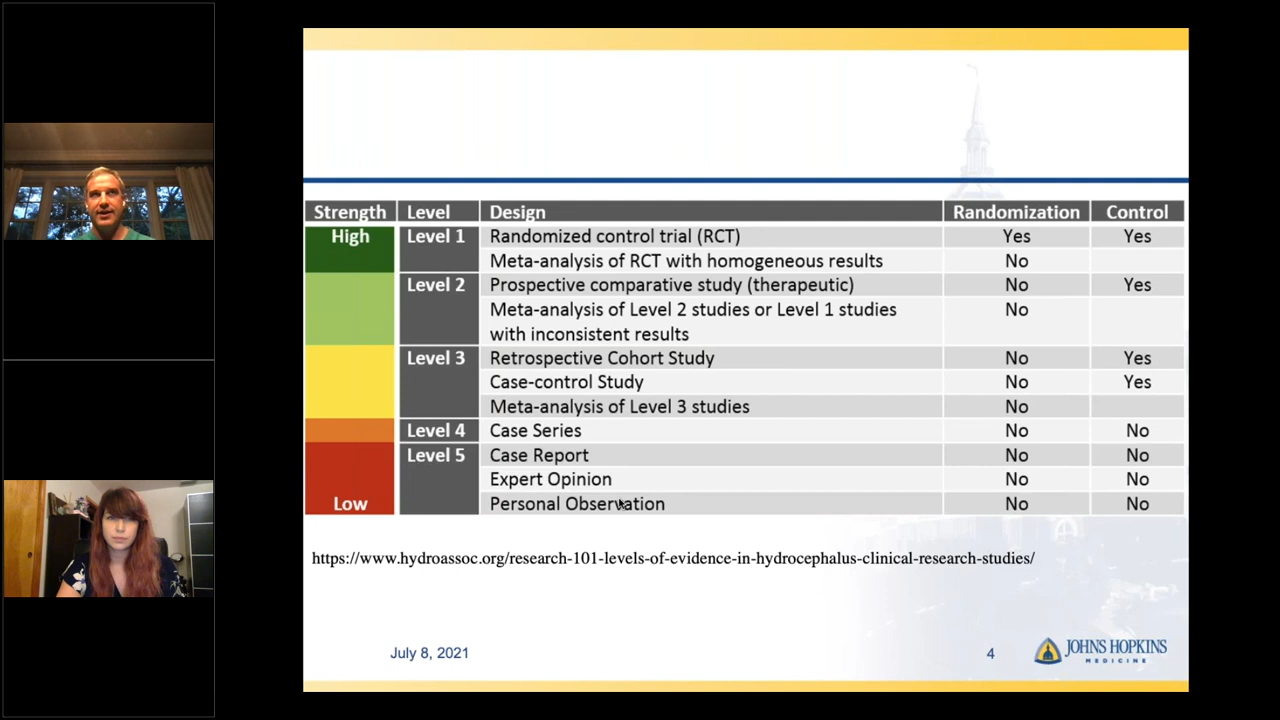 Strength Level Design Randomization Control
High Level 1 Randomized control trial (RCT) Yes Yes
Meta-analysis of RCT with homogeneous results No
Level 2 Prospective comparative study (therapeutic) No Yes
Meta-analysis of Level 2 studies or Level 1 studies No
with inconsistent results
Level 3 Retrospective Cohort Study No Yes
Case-control Study No Yes
Meta-analysis of Level 3 studies No
Level 4 Case Series No No
Level 5 Case Report No No
Expert Opinion No No
Low Personal Observation No No
https://www.hydroassoc.org/research-101-levels-of-evidence-in-hydrocephalus-clinical-research-studies/
July 8, 2021 4 JOHNS HOPKINS
MEDICINE